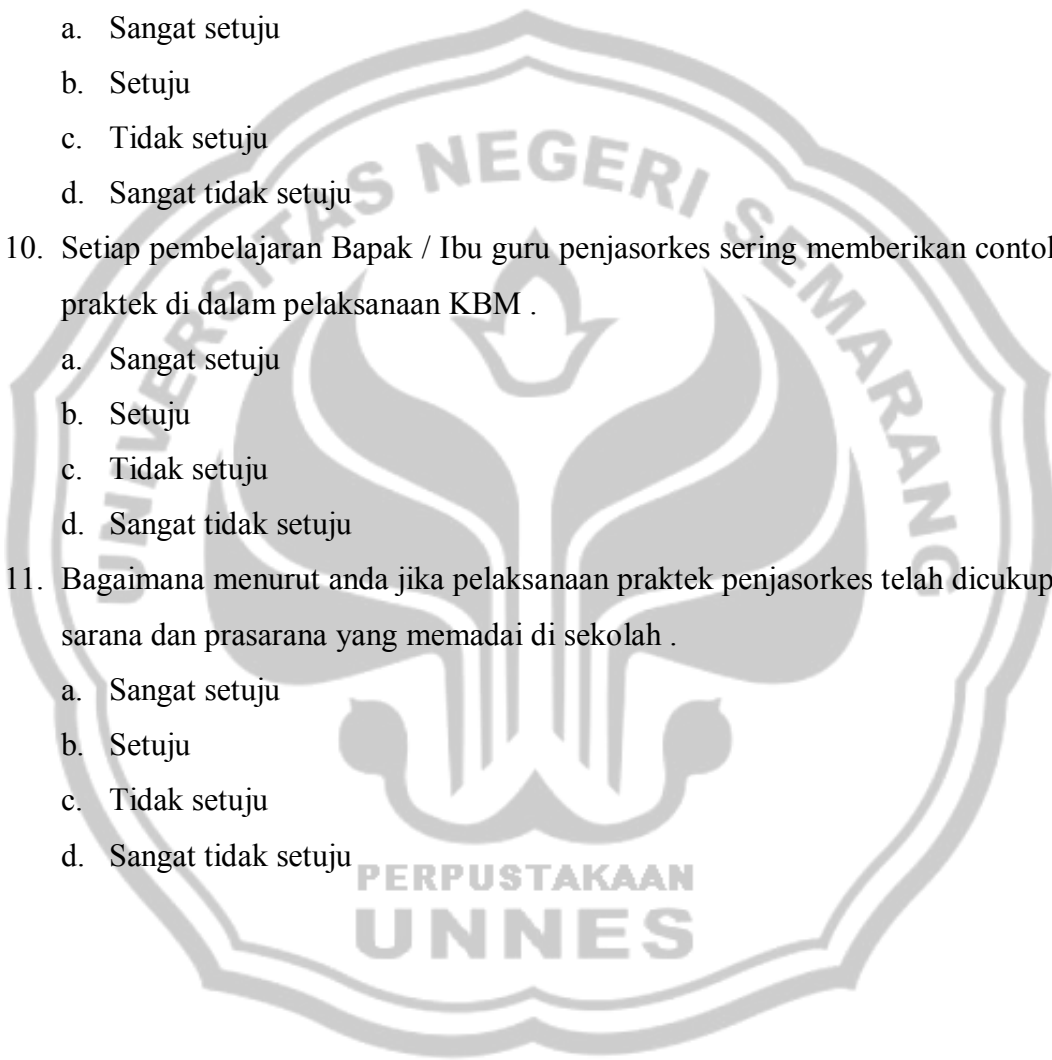 a. Sangat setuju
b. Setuju
c. Tidak setuju
d. Sangat tidak setuju
10. Setiap pembelajaran Bapak / Ibu guru penjasorkes sering memberikan
praktek di dalam pelaksanaan KBM .
a. Sangat setuju
b. Setuju
c. Tidak setuju
d. Sangat tidak setuju
11. Bagaimana menurut anda jika pelaksanaan praktek penjasorkes telah
sarana dan prasarana yang memadai di sekolah .
a. Sangat setuju
b. Setuju
c. Tidak setuju
d. Sangat tidak setuju
UNIVERSITAS NEGERI SEMARANG
PERPUSTAKAAN
UNNES